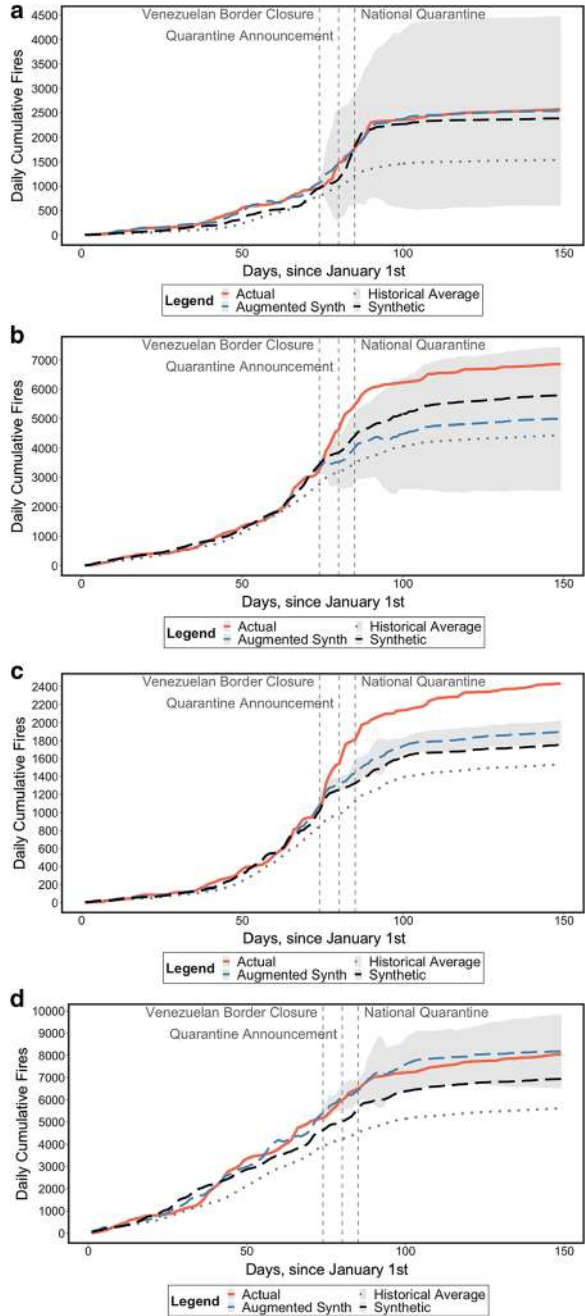 a
Venezuelan Border Closure
National Quarantine
Quarantine Announcement
4500
4000
3500
3000
2500
2000
1500
1000
500
0
Daily Cumulative Fires
0 50 100 150
Days, since January 1st
Legend
Actual
Historical Average
Augmented Synth
Synthetic
b
Venezuelan Border Closure
National Quarantine
Quarantine Announcement
7000
6000
5000
4000
3000
2000
1000
0
Daily Cumulative Fires
0 50 100 150
Days, since January 1st
Legend
Actual
Historical Average
Augmented Synth
Synthetic
c
Venezuelan Border Closure
National Quarantine
Quarantine Announcement
2400
2200
2000
1800
1600
1400
1200
1000
800
600
400
200
0
Daily Cumulative Fires
0 50 100 150
Days, since January 1st
Legend
Actual
Historical Average
Augmented Synth
Synthetic
d
Venezuelan Border Closure
National Quarantine
Quarantine Announcement
10000
9000
8000
7000
6000
5000
4000
3000
2000
1000
0
Daily Cumulative Fires
0 50 100 150
Days, since January 1st
Legend
Actual
Historical Average
Augmented Synth
Synthetic